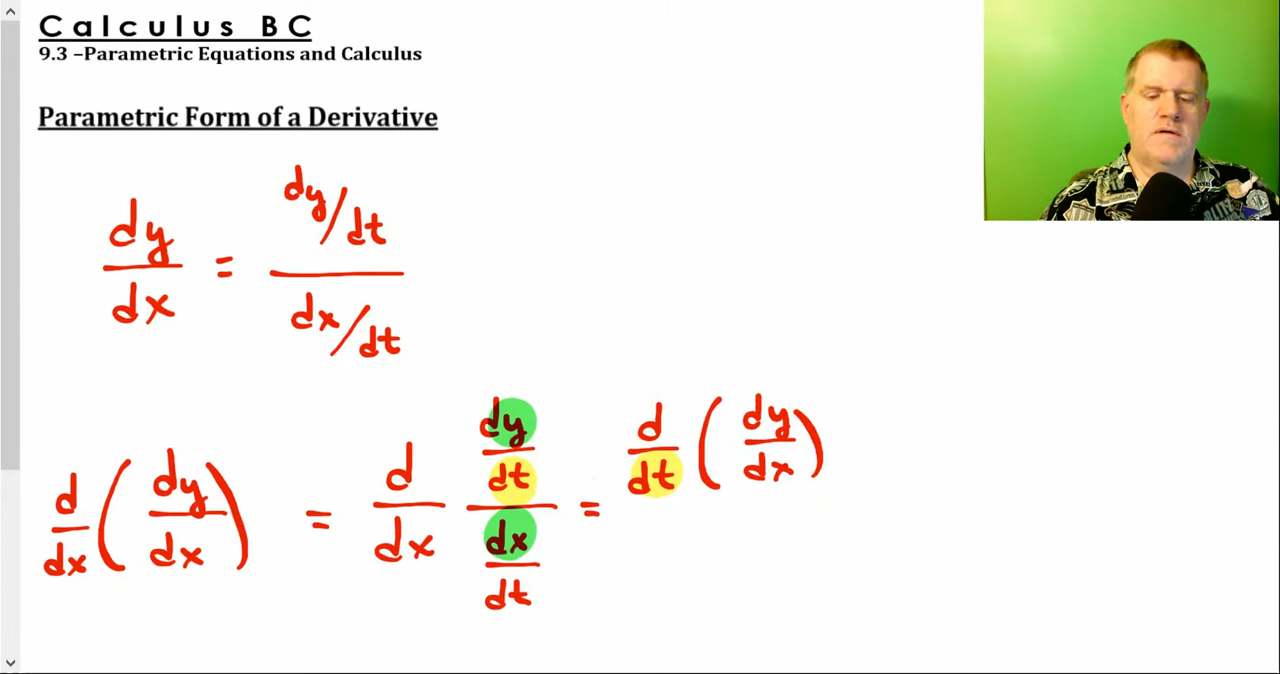 Calculus BC
9.3 –Parametric Equations and Calculus
Parametric Form of a Derivative
dy/dx = (dy/dt)/(dx/dt)
d/dx (dy/dx) = d/dx (dy/dt)/(dx/dt) = d/dt (dy/dx)